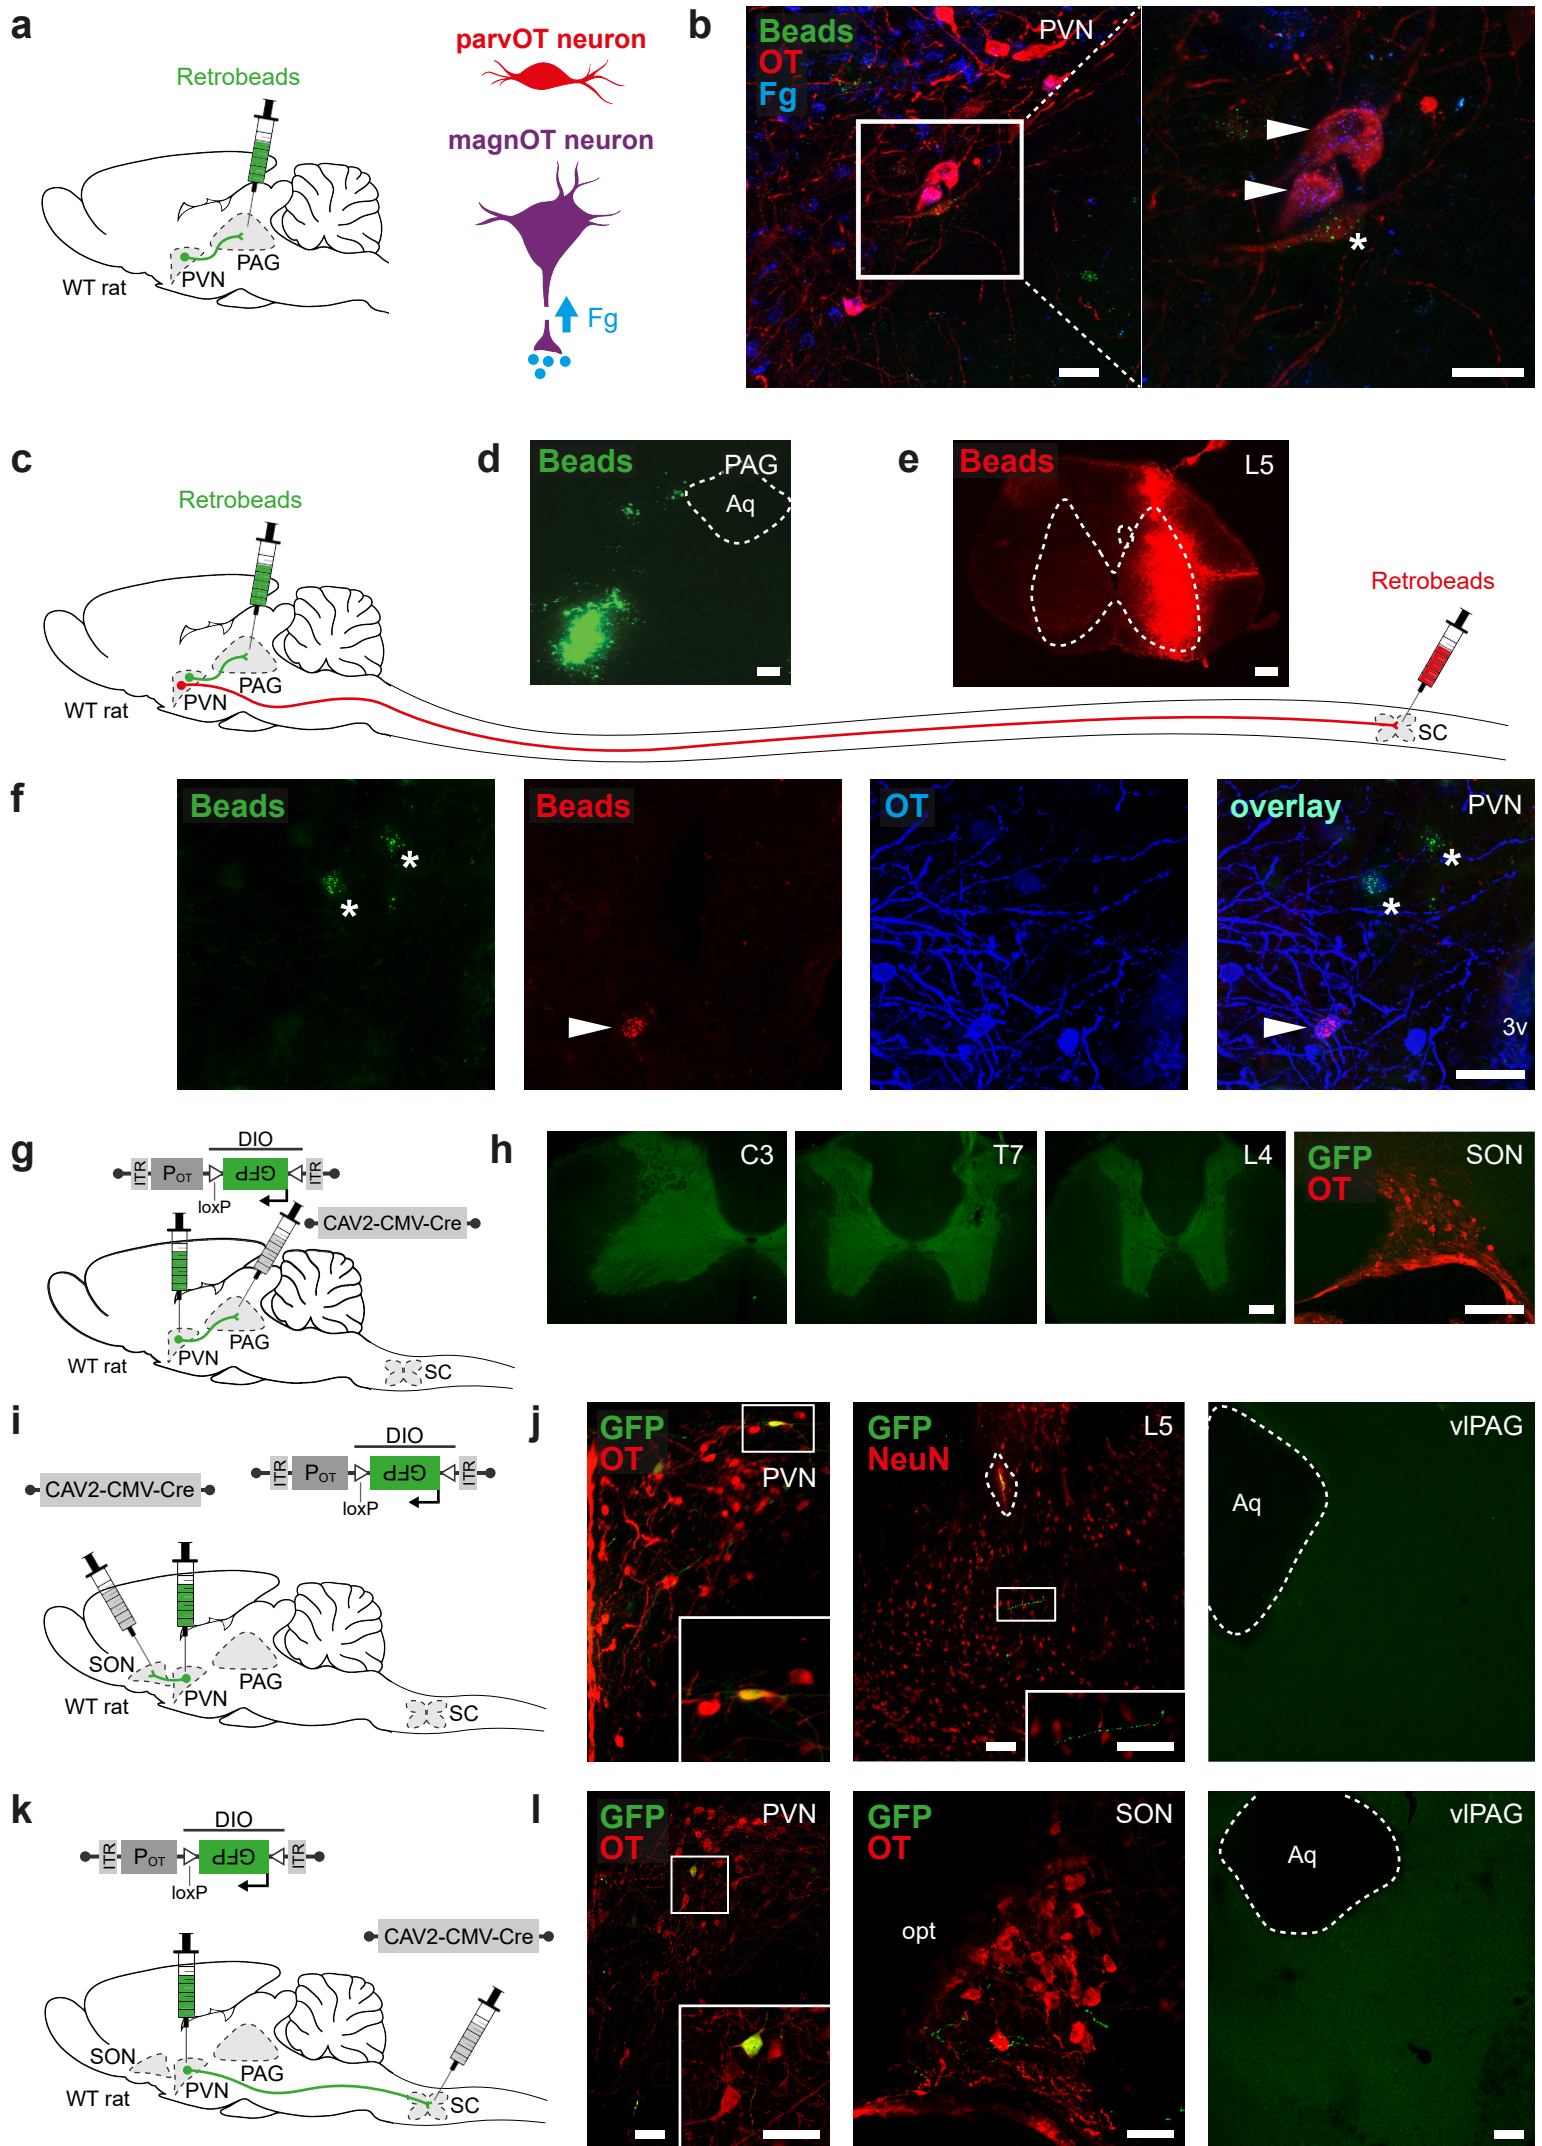 a
Retrobeads
PVN
PAG
WT rat
parvOT neuron
magnOT neuron
Fg
b
Beads
OT
Fg
PVN
c
Retrobeads
PAG
PVN
WT rat
Retrobeads
SC
d
Beads
PAG
Aq
e
Beads
L5
f
Beads
Beads
OT
overlay
PVN
3v
g
DIO
ITR
POT
GFP
ITR
loxP
CAV2-CMV-Cre
PAG
PVN
WT rat
SC
h
C3
T7
L4
GFP
OT
SON
i
DIO
ITR
POT
GFP
ITR
loxP
CAV2-CMV-Cre
SON
PAG
PVN
WT rat
SC
j
GFP
OT
PVN
GFP
NeuN
L5
vlPAG
Aq
k
DIO
ITR
POT
GFP
ITR
loxP
CAV2-CMV-Cre
SON
PAG
PVN
WT rat
SC
l
GFP
OT
PVN
GFP
OT
SON
opt
vlPAG
Aq